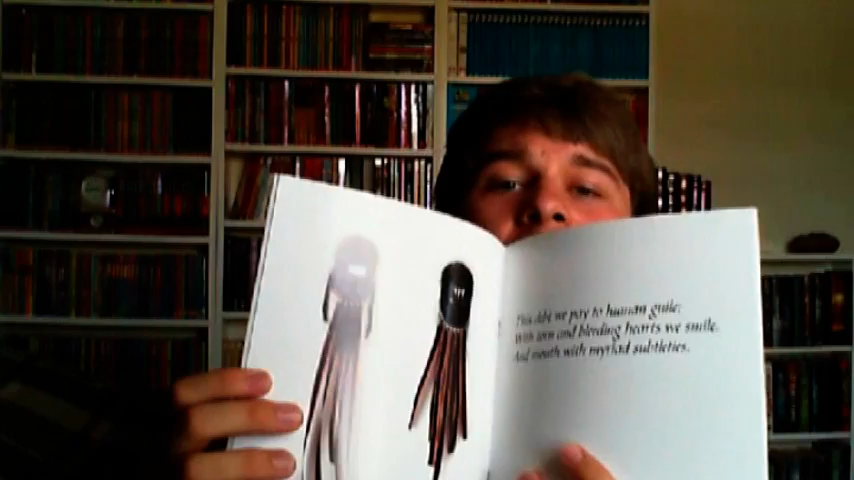 This debt we pay to human guile;
With torn and bleeding hearts we smile,
And mouth with myriad subtleties.